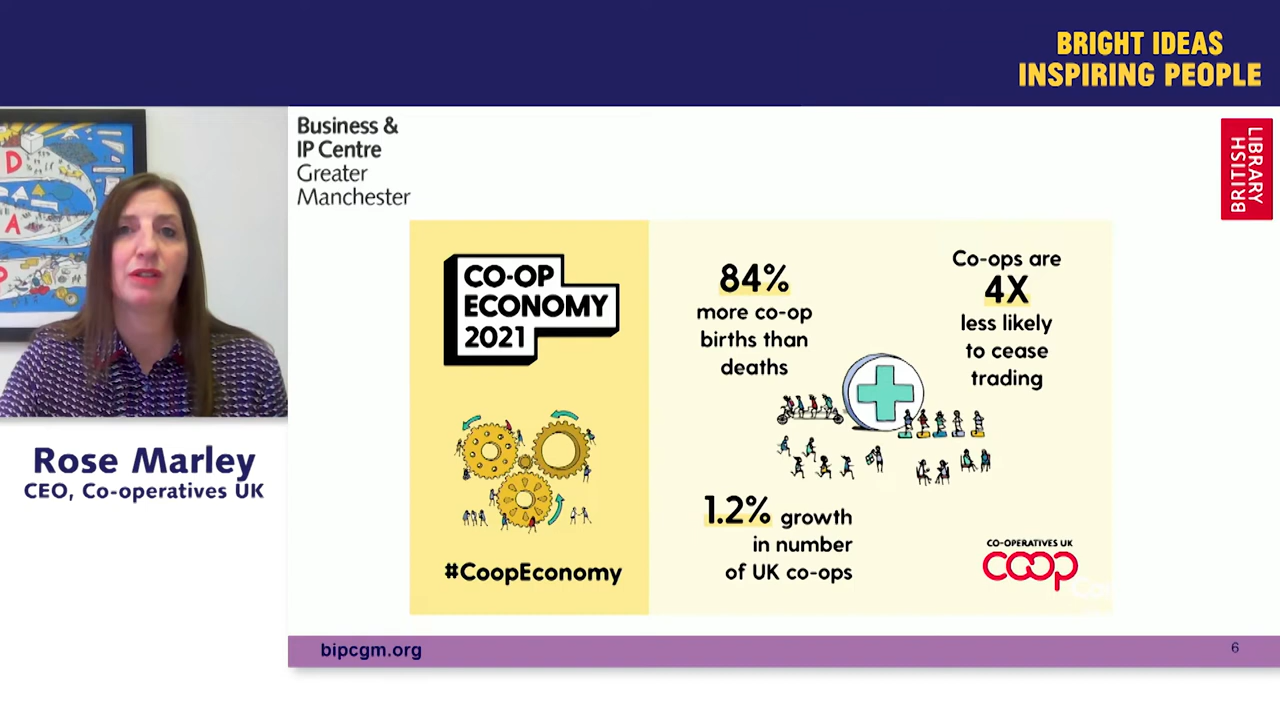 BRIGHT IDEAS
INSPIRING PEOPLE
Business &
IP Centre
Greater
Manchester
BRITISH
LIBRARY
CO-OP
ECONOMY
2021
#CoopEconomy
84%
more co-op
births than
deaths
Co-ops are
4X
less likely
to cease
trading
1.2% growth
in number
of UK co-ops
CO-OPERATIVES UK
coop
Rose Marley
CEO, Co-operatives UK
bipcgm.org
6